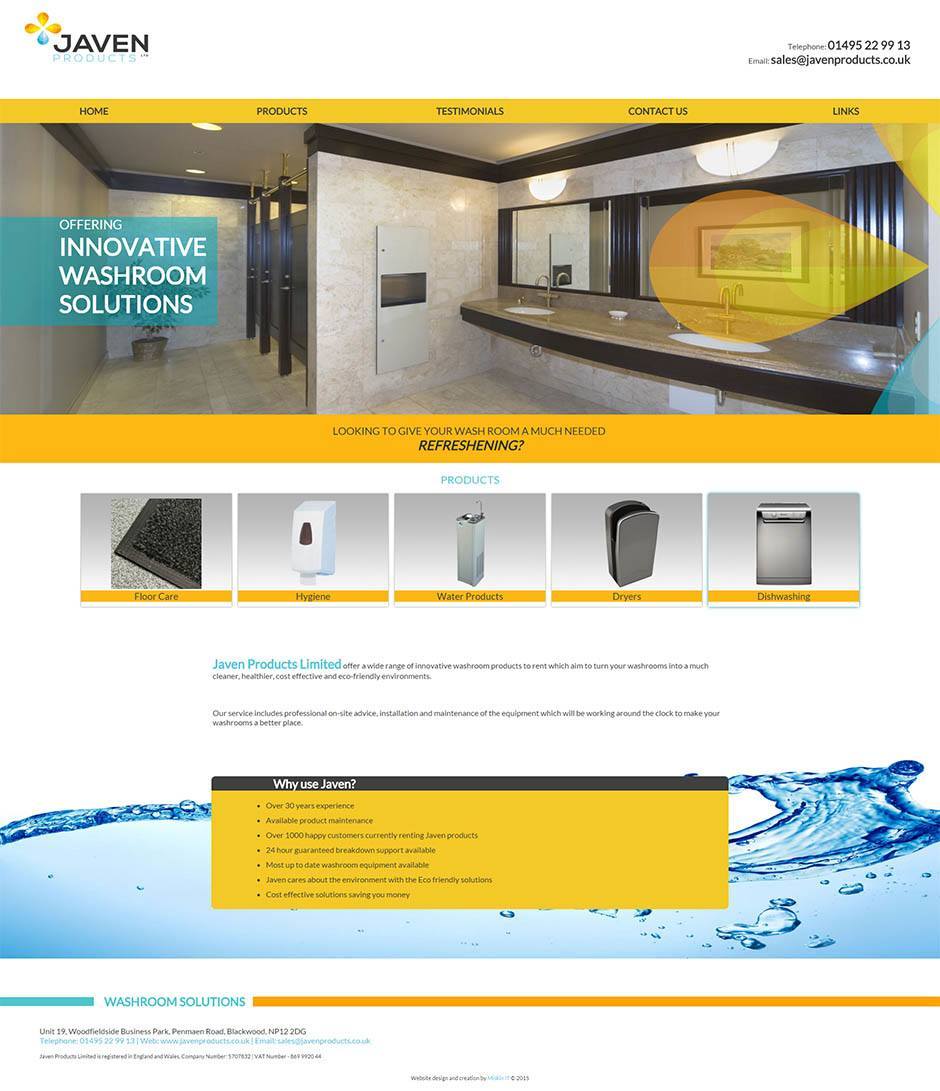 JAVEN
PRODUCTS LTD
Telephone: 01495 22 99 13
Email: sales@javenproducts.co.uk
HOME PRODUCTS TESTIMONIALS CONTACT US LINKS
OFFERING
INNOVATIVE
WASHROOM
SOLUTIONS
LOOKING TO GIVE YOUR WASH ROOM A MUCH NEEDED
REFRESHENING?
PRODUCTS
Floor Care Hygiene Water Products Dryers Dishwashing
Javen Products Limited offer a wide range of innovative washroom products to rent which aim to turn your washrooms into a much
cleaner, healthier, cost effective and eco-friendly environments.
Our service includes professional on-site advice, installation and maintenance of the equipment which will be working around the clock to make your
washrooms a better place.
Why use Javen?
• Over 30 years experience
• Available product maintenance
• Over 1000 happy customers currently renting Javen products
• 24 hour guaranteed breakdown support available
• Most up to date washroom equipment available
• Javen cares about the environment with the Eco friendly solutions
• Cost effective solutions saving you money
WASHROOM SOLUTIONS
Unit 19, Woodfieldside Business Park, Penmaen Road, Blackwood, NP12 2DG
Telephone: 01495 22 99 13 | Web: www.javenproducts.co.uk | Email: sales@javenproducts.co.uk
Javen Products Limited is registered in England and Wales. Company Number: 5707832 | VAT Number - 869 9920 44
Website design and creation by Miskin IT © 2015